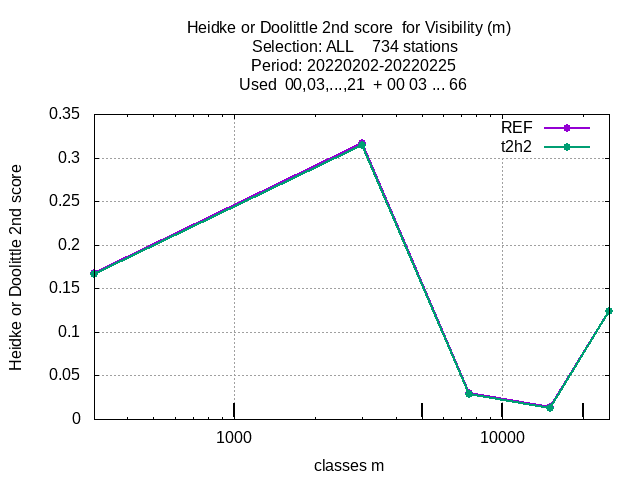 Heidke or Doolittle 2nd score  for Visibility (m)
Selection: ALL    734 stations
Period: 20220202-20220225
Used  00,03,...,21  + 00 03 ... 66
REF
t2h2
0.35
0.3
0.25
0.2
0.15
0.1
0.05
0
Heidke or Doolittle 2nd score
1000
10000
classes m